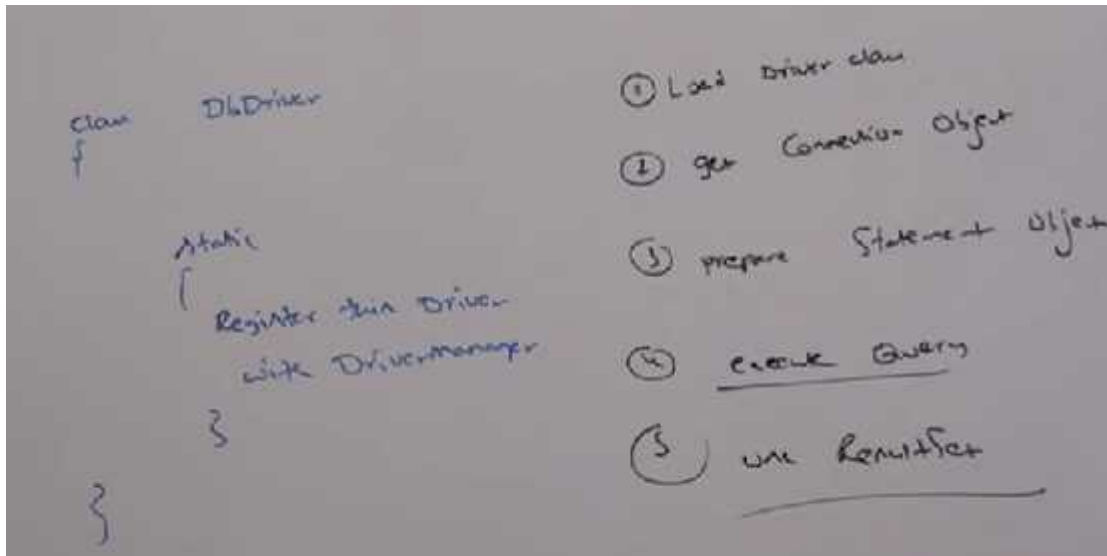 class DbDriver
{
static
{
Register this Driver
with DriverManager
}
}
① Load Driver class
② get Connection Object
③ prepare Statement Object
④ execute Query
⑤ use ResultSet